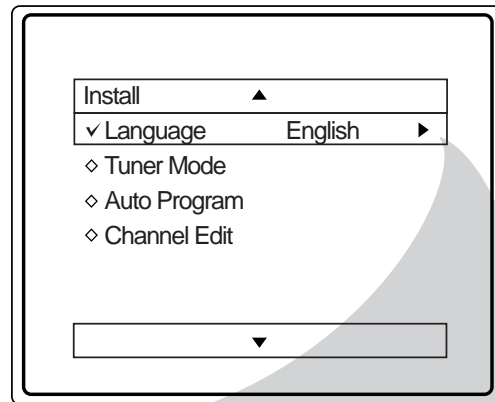 Install ▲
✓ Language English ▶
◇ Tuner Mode
◇ Auto Program
◇ Channel Edit
▼